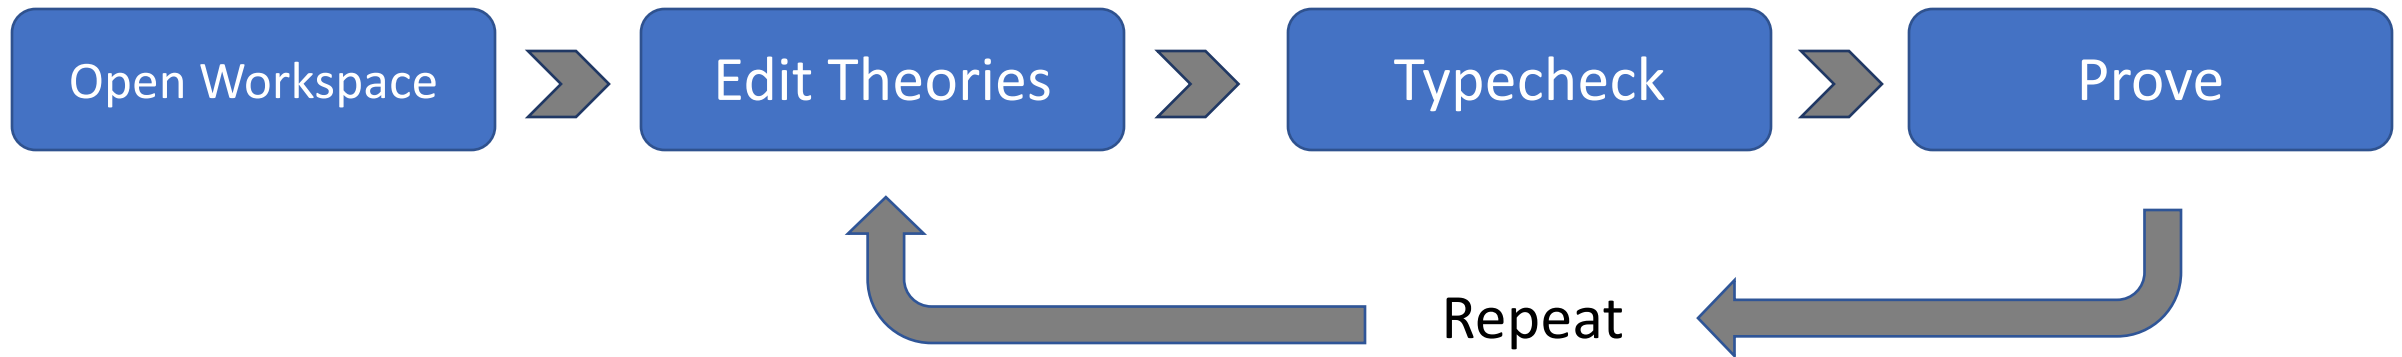 Open Workspace
Edit Theories
Typecheck
Prove
Repeat